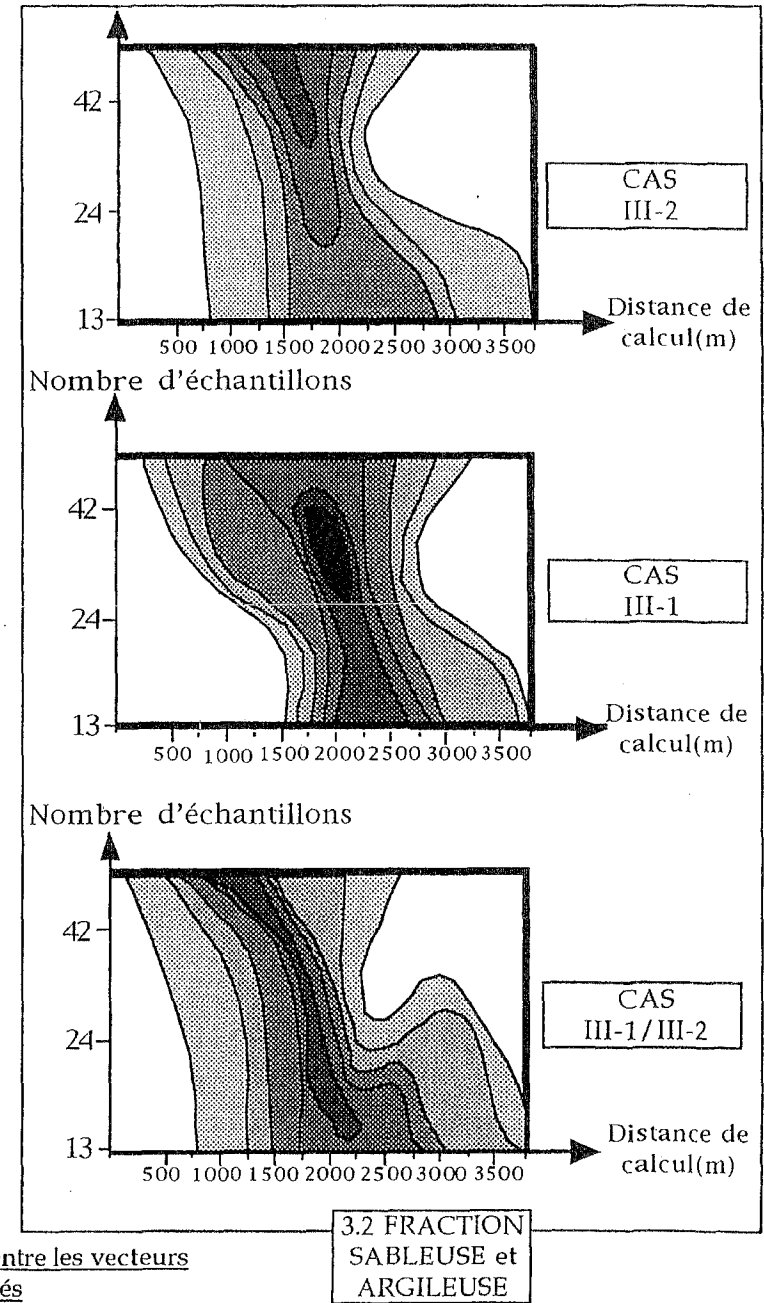 42
24
13
500 1000 1500 2000 2500 3000 3500
Distance de
calcul(m)
CAS
III-2
Nombre d'échantillons
42
24
13
500 1000 1500 2000 2500 3000 3500
Distance de
calcul(m)
CAS
III-1
Nombre d'échantillons
42
24
13
500 1000 1500 2000 2500 3000 3500
Distance de
calcul(m)
CAS
III-1/III-2
3.2 FRACTION
SABLEUSE et
ARGILEUSE
ntre les vecteurs
és